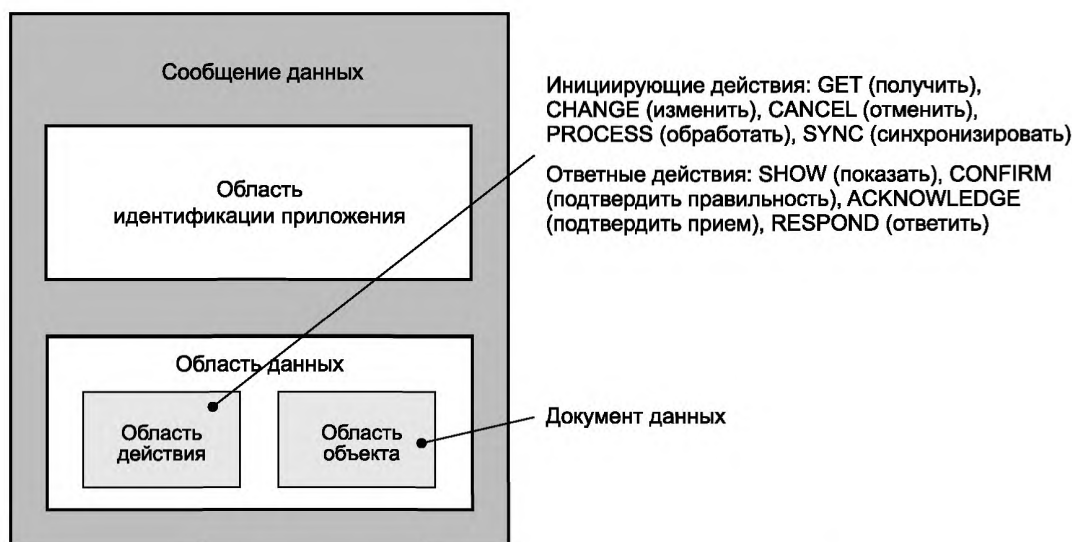 Сообщение данных
Область
идентификации приложения
Область данных
Область
действия
Область
объекта
Инициирующие действия: GET (получить),
CHANGE (изменить), CANCEL (отменить),
PROCESS (обработать), SYNC (синхронизировать)
Ответные действия: SHOW (показать), CONFIRM
(подтвердить правильность), ACKNOWLEDGE
(подтвердить прием), RESPOND (ответить)
Документ данных